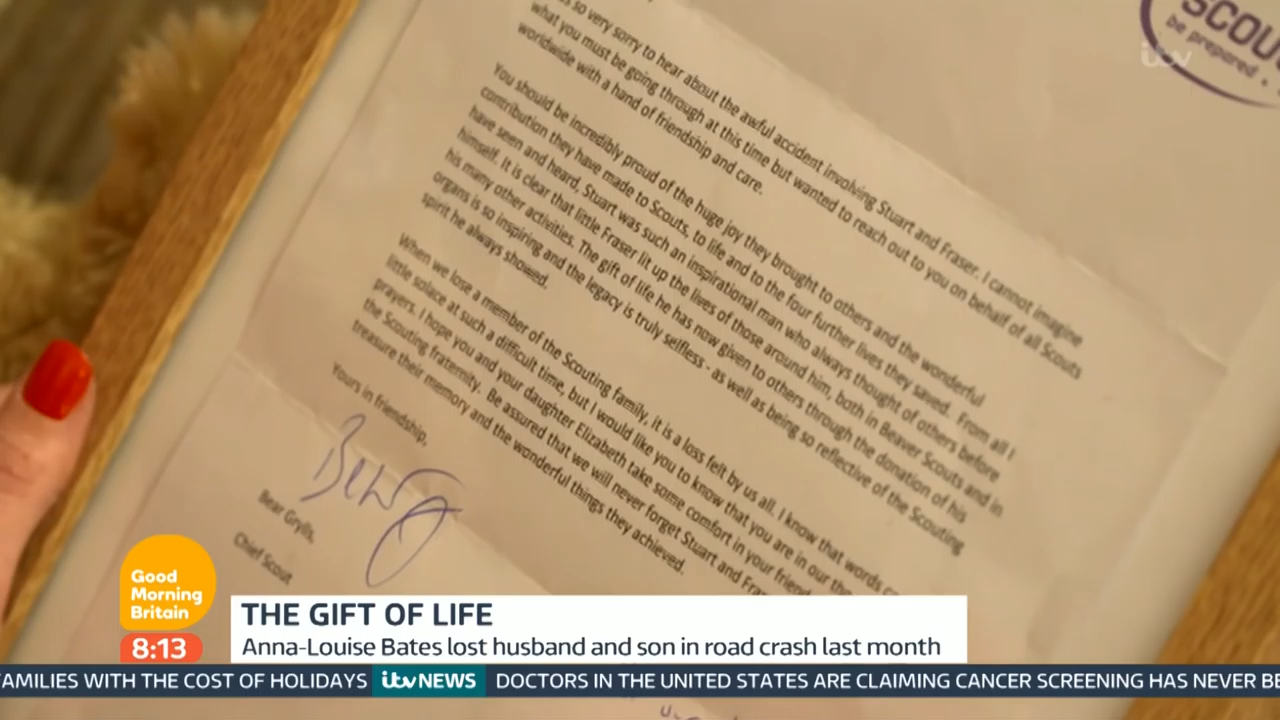 SCOU
be prepared
itv
so very sorry to hear about the awful accident involving Stuart and Fraser. I cannot imagine
what you must be going through at this time but wanted to reach out to you on behalf of all Scouts
worldwide with a hand of friendship and care.
You should be incredibly proud of the huge joy they brought to others and the wonderful
contribution they have made to Scouts, to life and to the four further lives they saved. From all I
have seen and heard, Stuart was such an inspirational man who always thought of others before
himself. It is clear that little Fraser lit up the lives of those around him, both in Beaver Scouts and in
his many other activities. The gift of life he has now given to others through the donation of his
organs is so inspiring and the legacy is truly selfless - as well as being so reflective of the Scouting
spirit he always showed.
When we lose a member of the Scouting family, it is a loss felt by us all. I know that words
little solace at such a difficult time, but I would like you to know that you are in our
prayers. I hope you and your daughter Elizabeth take some comfort in your
the Scouting fraternity. Be assured that we will never forget Stuart and
treasure their memory and the wonderful things they achieved.
Yours in friendship,
Bear Grylls,
Chief Scout
Good
Morning
Britain
8:13
THE GIFT OF LIFE
Anna-Louise Bates lost husband and son in road crash last month
AMILIES WITH THE COST OF HOLIDAYS itv NEWS DOCTORS IN THE UNITED STATES ARE CLAIMING CANCER SCREENING HAS NEVER BE